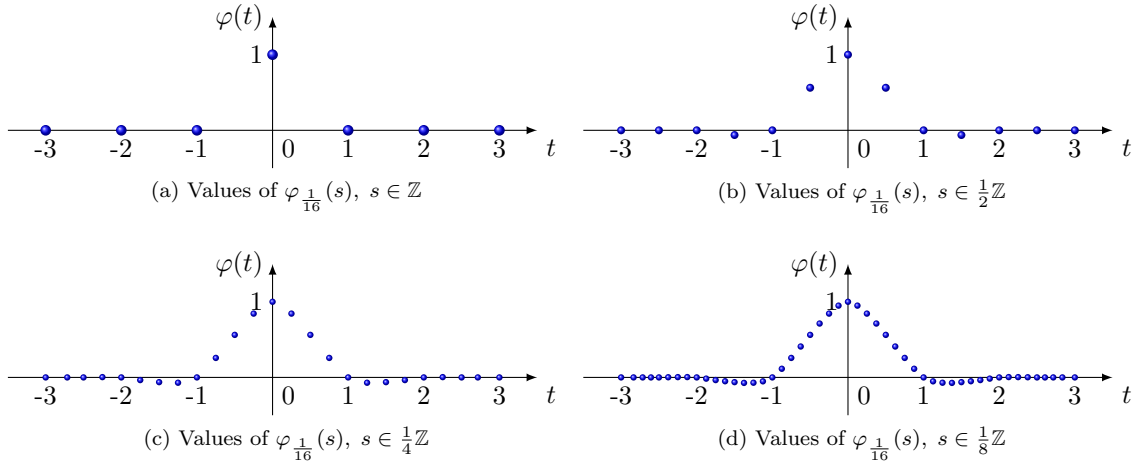 φ(t)
1
-3 -2 -1 0 1 2 3 t
(a) Values of φ_{1/16}(s), s ∈ ℤ
φ(t)
1
-3 -2 -1 0 1 2 3 t
(b) Values of φ_{1/16}(s), s ∈ ½ℤ
φ(t)
1
-3 -2 -1 0 1 2 3 t
(c) Values of φ_{1/16}(s), s ∈ ¼ℤ
φ(t)
1
-3 -2 -1 0 1 2 3 t
(d) Values of φ_{1/16}(s), s ∈ ⅛ℤ